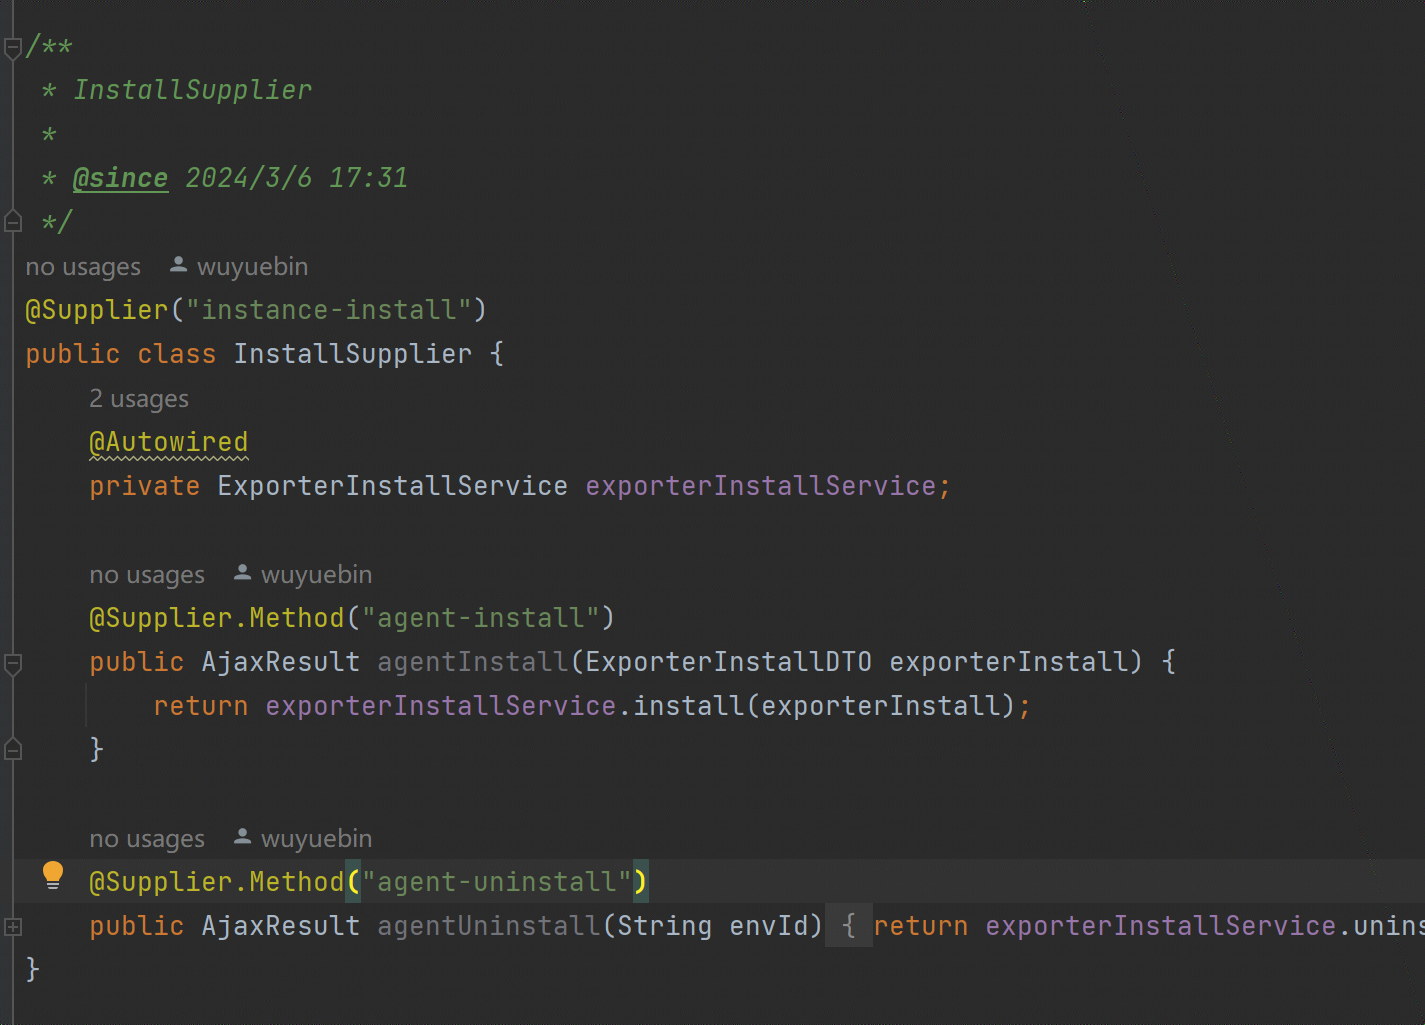 /**
* InstallSupplier
*
* @since 2024/3/6 17:31
*/
no usages wuyuebin
@Supplier("instance-install")
public class InstallSupplier {
2 usages
@Autowired
private ExporterInstallService exporterInstallService;
no usages wuyuebin
@Supplier.Method("agent-install")
public AjaxResult agentInstall(ExporterInstallDTO exporterInstall) {
return exporterInstallService.install(exporterInstall);
}
no usages wuyuebin
@Supplier.Method("agent-uninstall")
public AjaxResult agentUninstall(String envId) { return exporterInstallService.unins
}